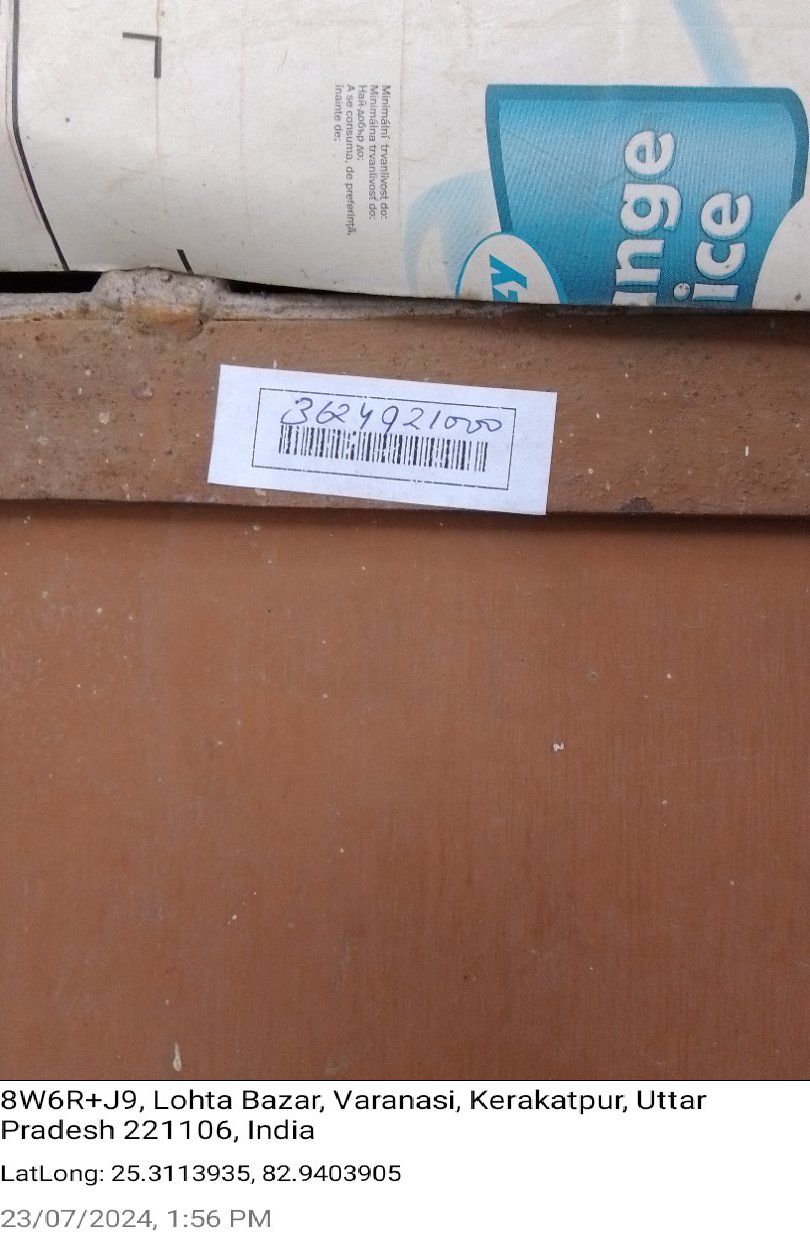 Minimální trvanlivost do:
Minimálna trvanlivosť do:
Най добър до:
A se consuma, de preferință,
înainte de:
nge
ice
GY
3624921000
8W6R+J9, Lohta Bazar, Varanasi, Kerakatpur, Uttar
Pradesh 221106, India
LatLong: 25.3113935, 82.9403905
23/07/2024, 1:56 PM